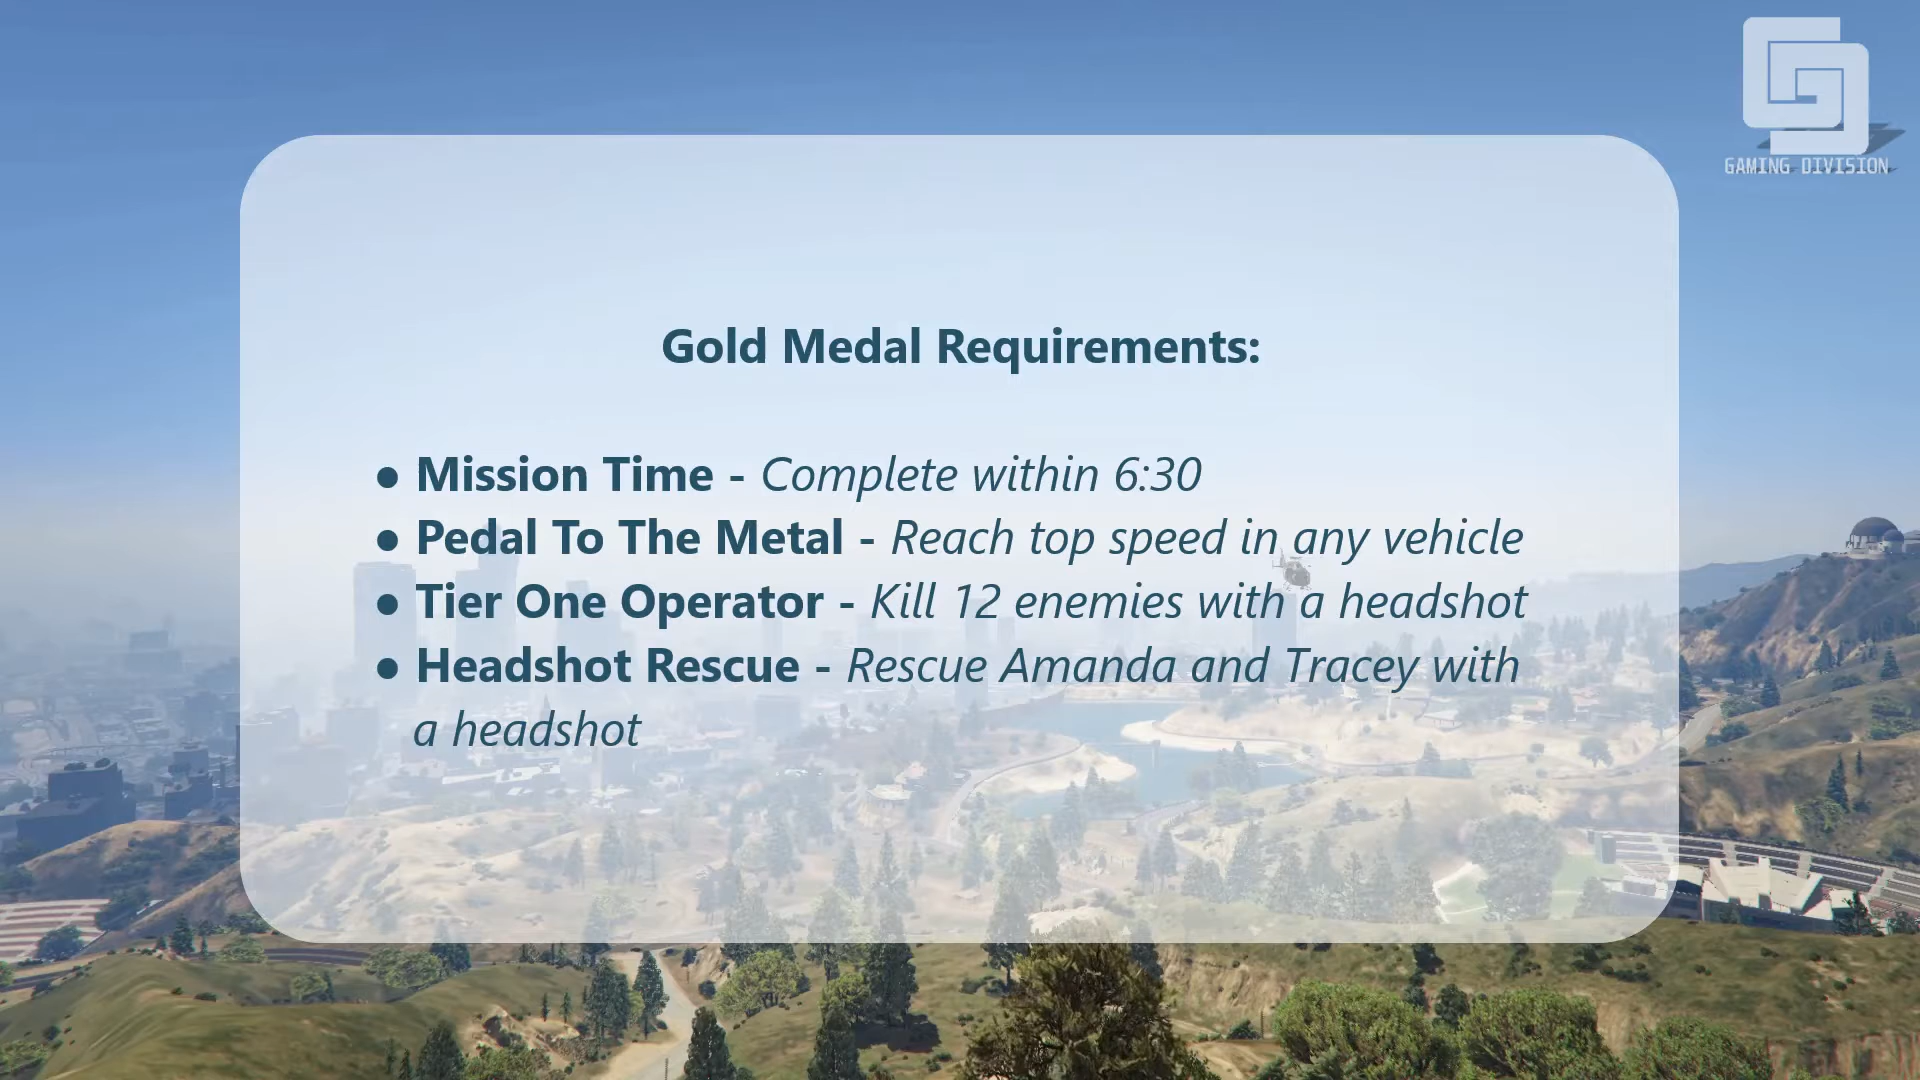 GAMING DIVISION
Gold Medal Requirements:
● Mission Time - Complete within 6:30
● Pedal To The Metal - Reach top speed in any vehicle
● Tier One Operator - Kill 12 enemies with a headshot
● Headshot Rescue - Rescue Amanda and Tracey with
a headshot